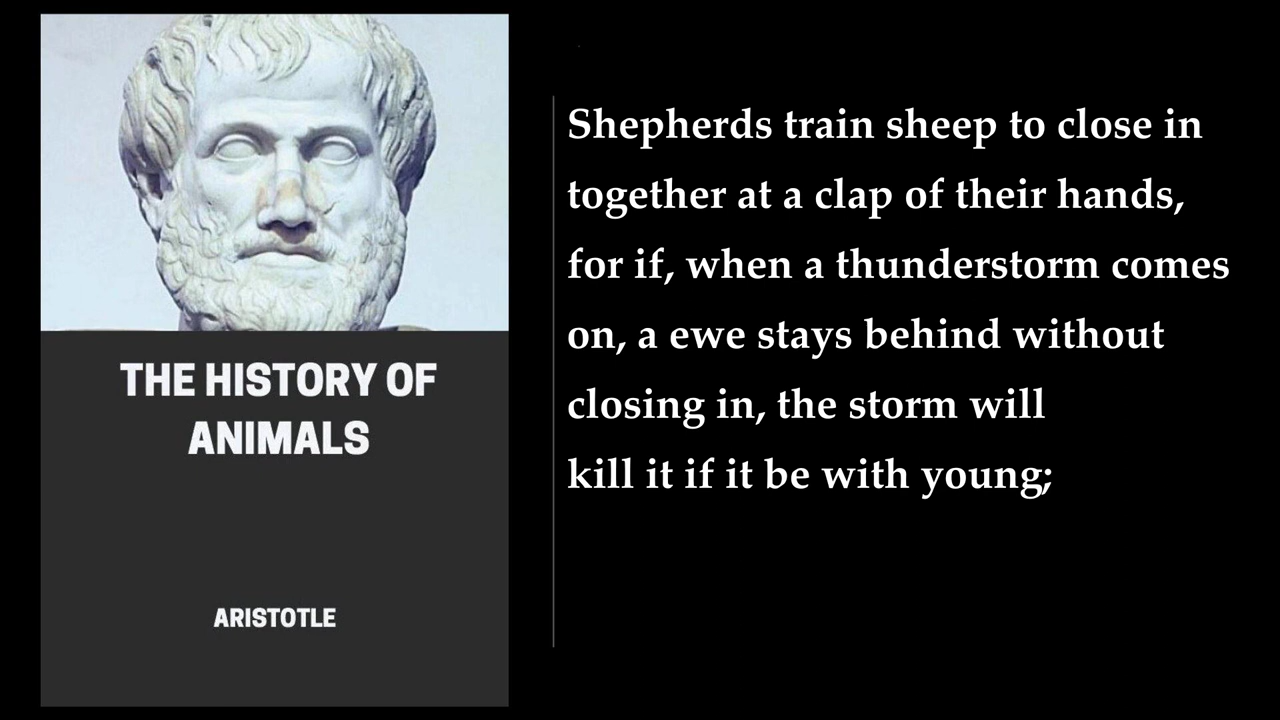 THE HISTORY OF
ANIMALS
ARISTOTLE
Shepherds train sheep to close in
together at a clap of their hands,
for if, when a thunderstorm comes
on, a ewe stays behind without
closing in, the storm will
kill it if it be with young;